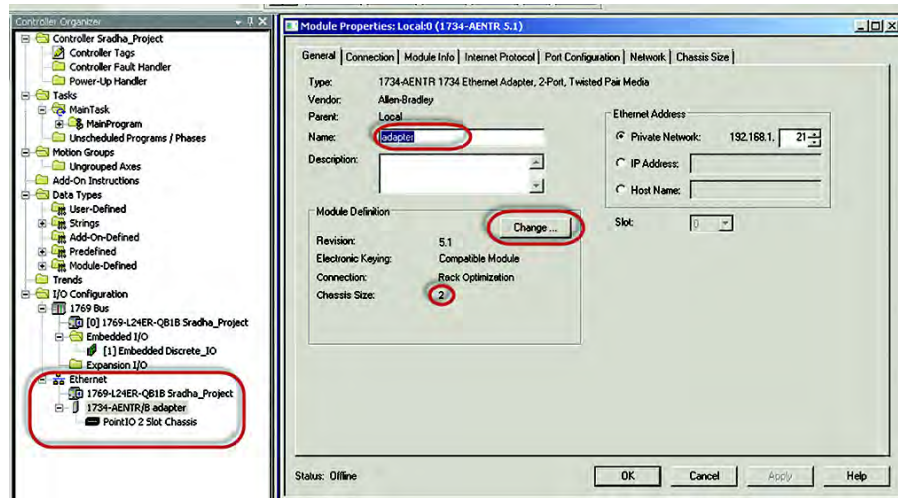 Controller Organizer
Controller Sradha_Project
Controller Tags
Controller Fault Handler
Power-Up Handler
Tasks
MainTask
MainProgram
Unscheduled Programs / Phases
Motion Groups
Ungrouped Axes
Add-On Instructions
Data Types
User-Defined
Strings
Add-On-Defined
Predefined
Module-Defined
Trends
I/O Configuration
1769 Bus
[0] 1769-L24ER-QB1B Sradha_Project
Embedded I/O
[1] Embedded Discrete_IO
Expansion I/O
Ethernet
1769-L24ER-QB1B Sradha_Project
1734-AENTR/B adapter
PointIO 2 Slot Chassis
Module Properties: Local:0 (1734-AENTR 5.1)
General Connection Module Info Internet Protocol Port Configuration Network Chassis Size
Type: 1734-AENTR 1734 Ethernet Adapter, 2-Port, Twisted Pair Media
Vendor: Allen-Bradley
Parent: Local
Name: adapter
Description:
Module Definition
Change ...
Revision: 5.1
Electronic Keying: Compatible Module
Connection: Rack Optimization
Chassis Size: 2
Ethernet Address
Private Network: 192.168.1. 21
IP Address:
Host Name:
Slot: 0
Status: Offline
OK Cancel Apply Help